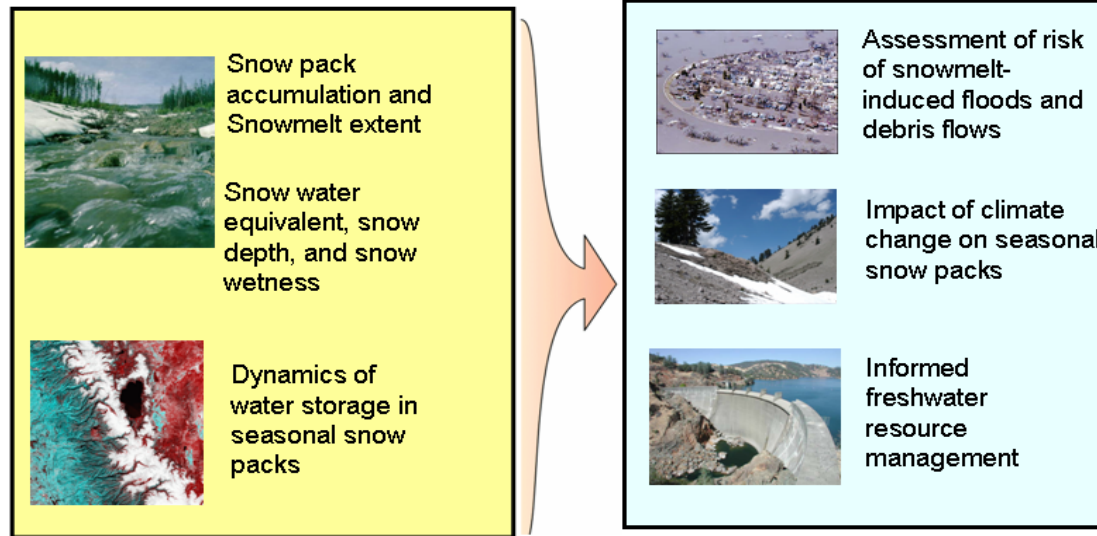 Snow pack
accumulation and
Snowmelt extent
Snow water
equivalent, snow
depth, and snow
wetness
Dynamics of
water storage in
seasonal snow
packs
Assessment of risk
of snowmelt-
induced floods and
debris flows
Impact of climate
change on seasonal
snow packs
Informed
freshwater
resource
management